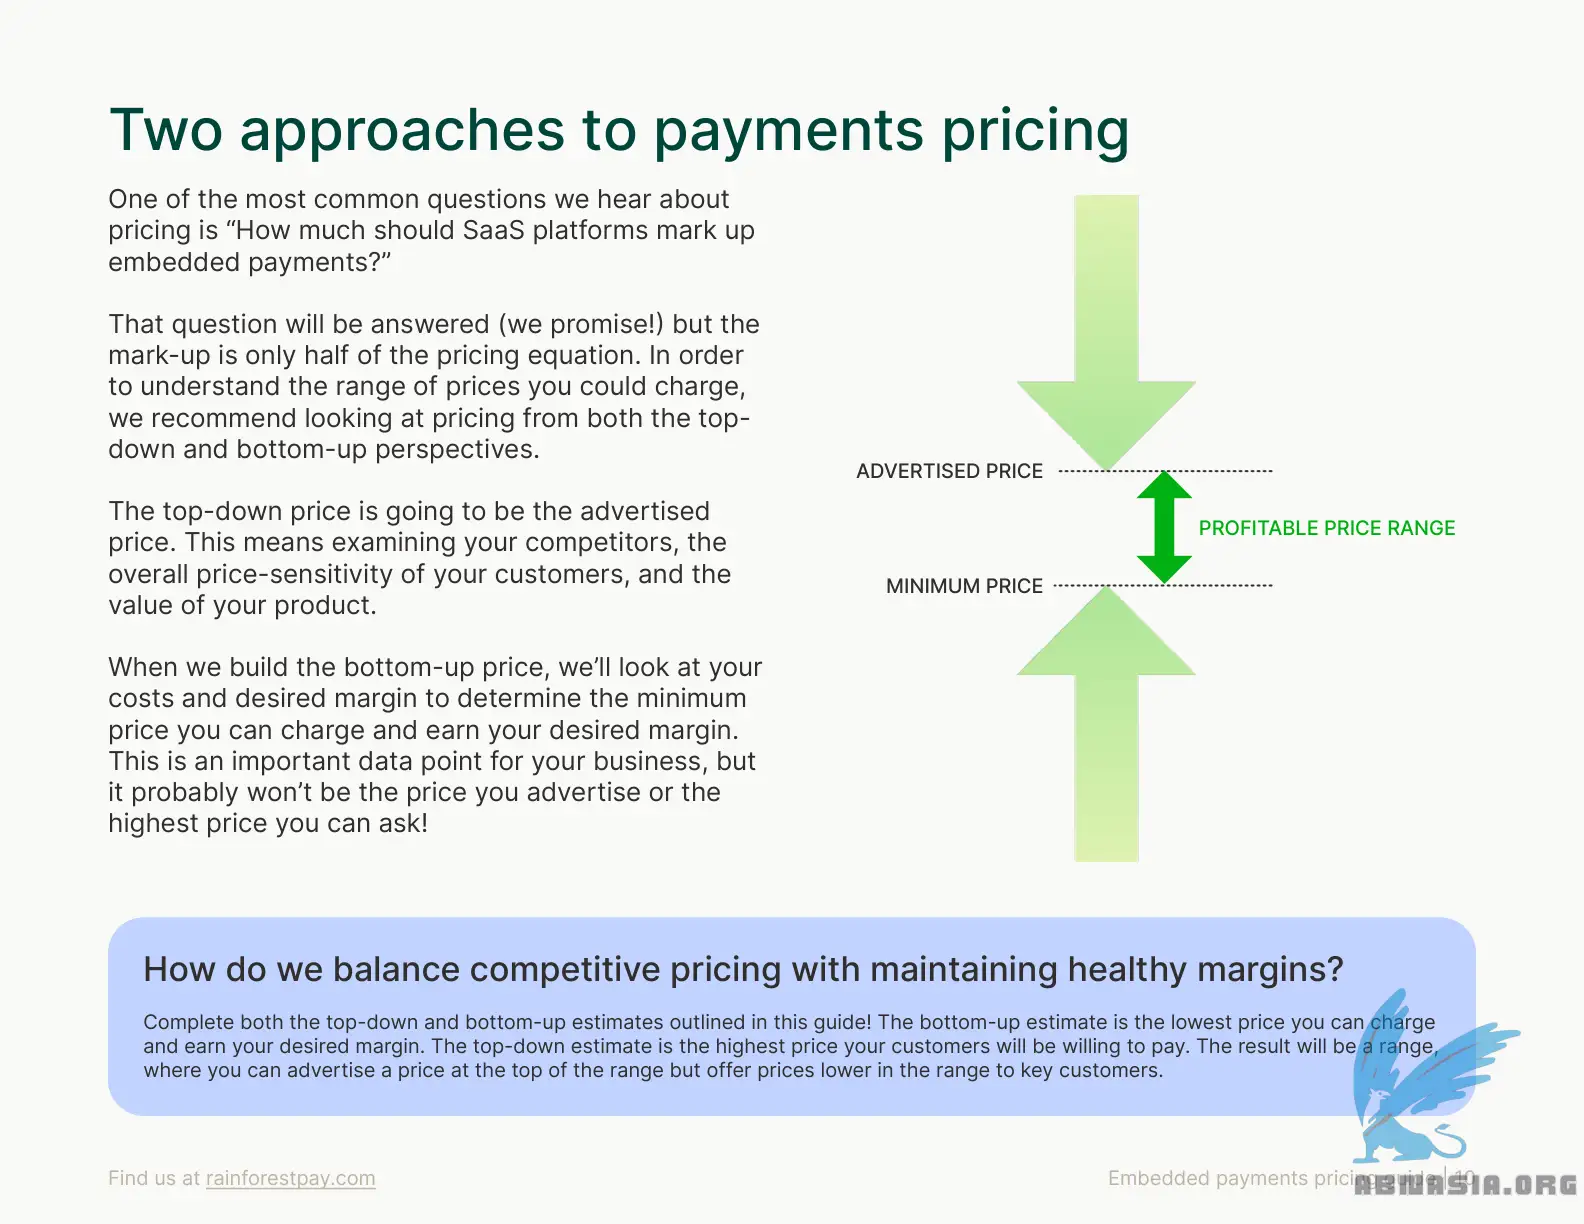 Two approaches to payments pricing
One of the most common questions we hear about
pricing is “How much should SaaS platforms mark up
embedded payments?”
That question will be answered (we promise!) but the
mark-up is only half of the pricing equation. In order
to understand the range of prices you could charge,
we recommend looking at pricing from both the top-
down and bottom-up perspectives.
The top-down price is going to be the advertised
price. This means examining your competitors, the
overall price-sensitivity of your customers, and the
value of your product.
When we build the bottom-up price, we’ll look at your
costs and desired margin to determine the minimum
price you can charge and earn your desired margin.
This is an important data point for your business, but
it probably won’t be the price you advertise or the
highest price you can ask!
ADVERTISED PRICE
PROFITABLE PRICE RANGE
MINIMUM PRICE
How do we balance competitive pricing with maintaining healthy margins?
Complete both the top-down and bottom-up estimates outlined in this guide! The bottom-up estimate is the lowest price you can charge
and earn your desired margin. The top-down estimate is the highest price your customers will be willing to pay. The result will be a range,
where you can advertise a price at the top of the range but offer prices lower in the range to key customers.
Find us at rainforestpay.com
Embedded payments pricing guide | 10
ABIWASIA.ORG